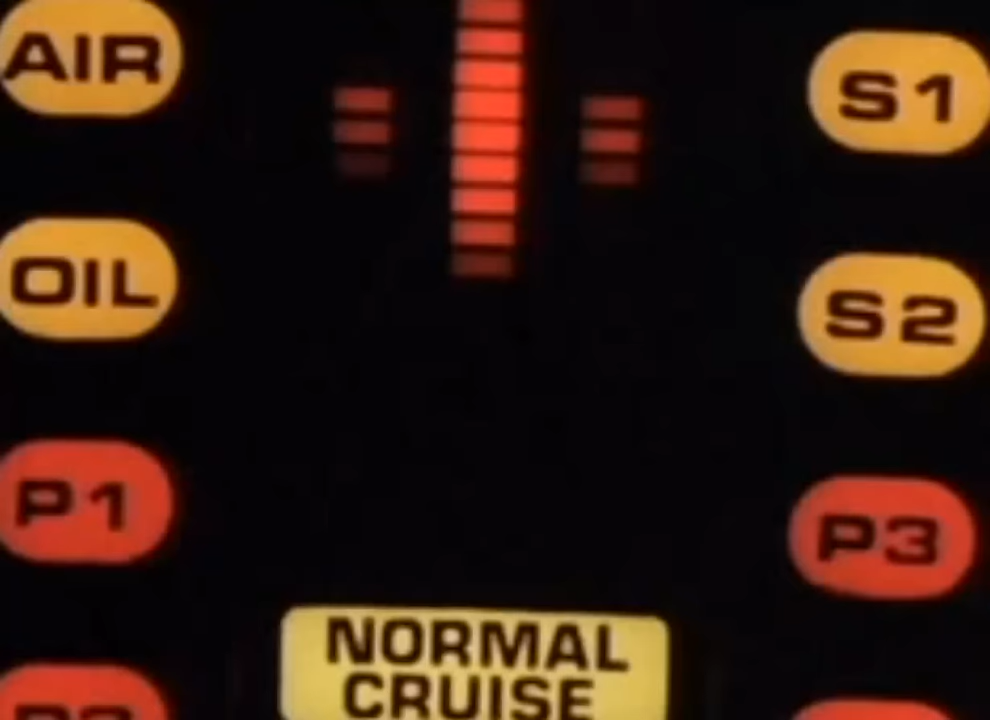 AIR
S1
OIL
S2
P1
P3
NORMAL
CRUISE